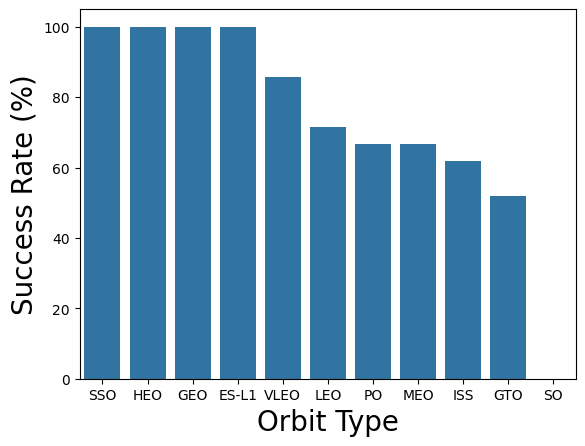 Success Rate (%)
100
80
60
40
20
0
SSO HEO GEO ES-L1 VLEO LEO PO MEO ISS GTO SO
Orbit Type